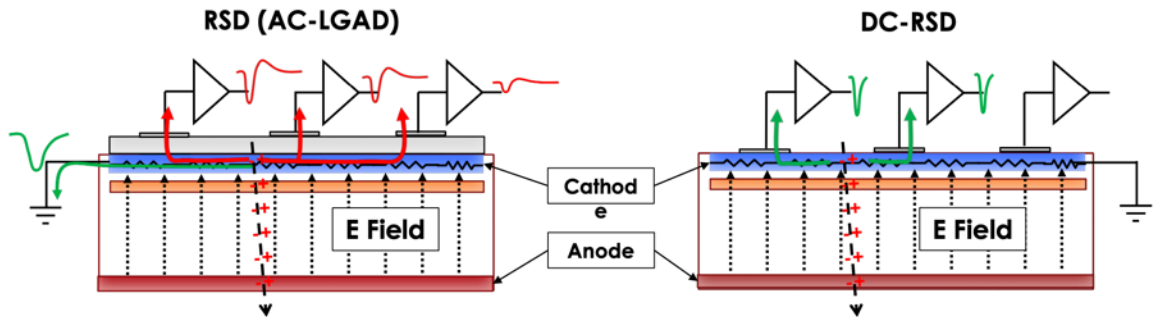 RSD (AC-LGAD)
DC-RSD
Cathod
e
E Field
E Field
Anode